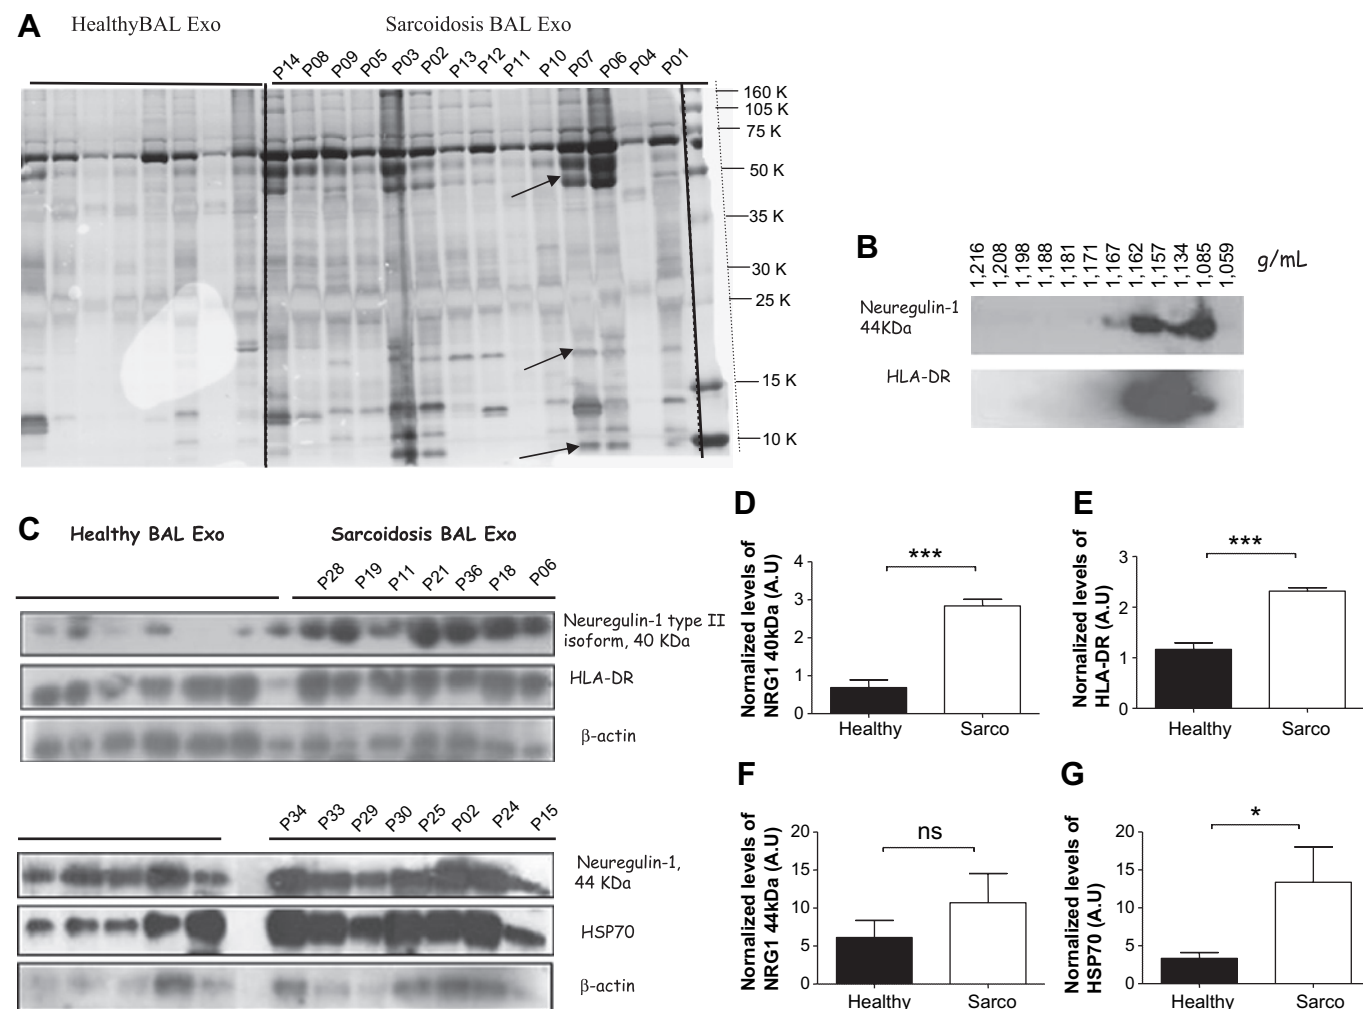 A
HealthyBAL Exo
Sarcoidosis BAL Exo
P14 P08 P09 P05 P03 P02 P13 P12 P11 P10 P07 P06 P04 P01
160 K
105 K
75 K
50 K
35 K
30 K
25 K
15 K
10 K
B
1,216 1,208 1,198 1,188 1,181 1,171 1,167 1,162 1,157 1,134 1,085 1,059 g/mL
Neuregulin-1
44KDa
HLA-DR
C
Healthy BAL Exo
Sarcoidosis BAL Exo
P28 P19 P11 P21 P36 P18 P06
Neuregulin-1 type II
isoform, 40 KDa
HLA-DR
β-actin
P34 P33 P29 P30 P25 P02 P24 P15
Neuregulin-1,
44 KDa
HSP70
β-actin
D
Normalized levels of
NRG1 40kDa (A.U)
4
3
2
1
0
***
Healthy Sarco
E
Normalized levels of
HLA-DR (A.U)
3
2
1
0
***
Healthy Sarco
F
Normalized levels of
NRG1 44kDa (A.U)
20
15
10
5
0
ns
Healthy Sarco
G
Normalized levels of
HSP70 (A.U)
20
15
10
5
0
*
Healthy Sarco